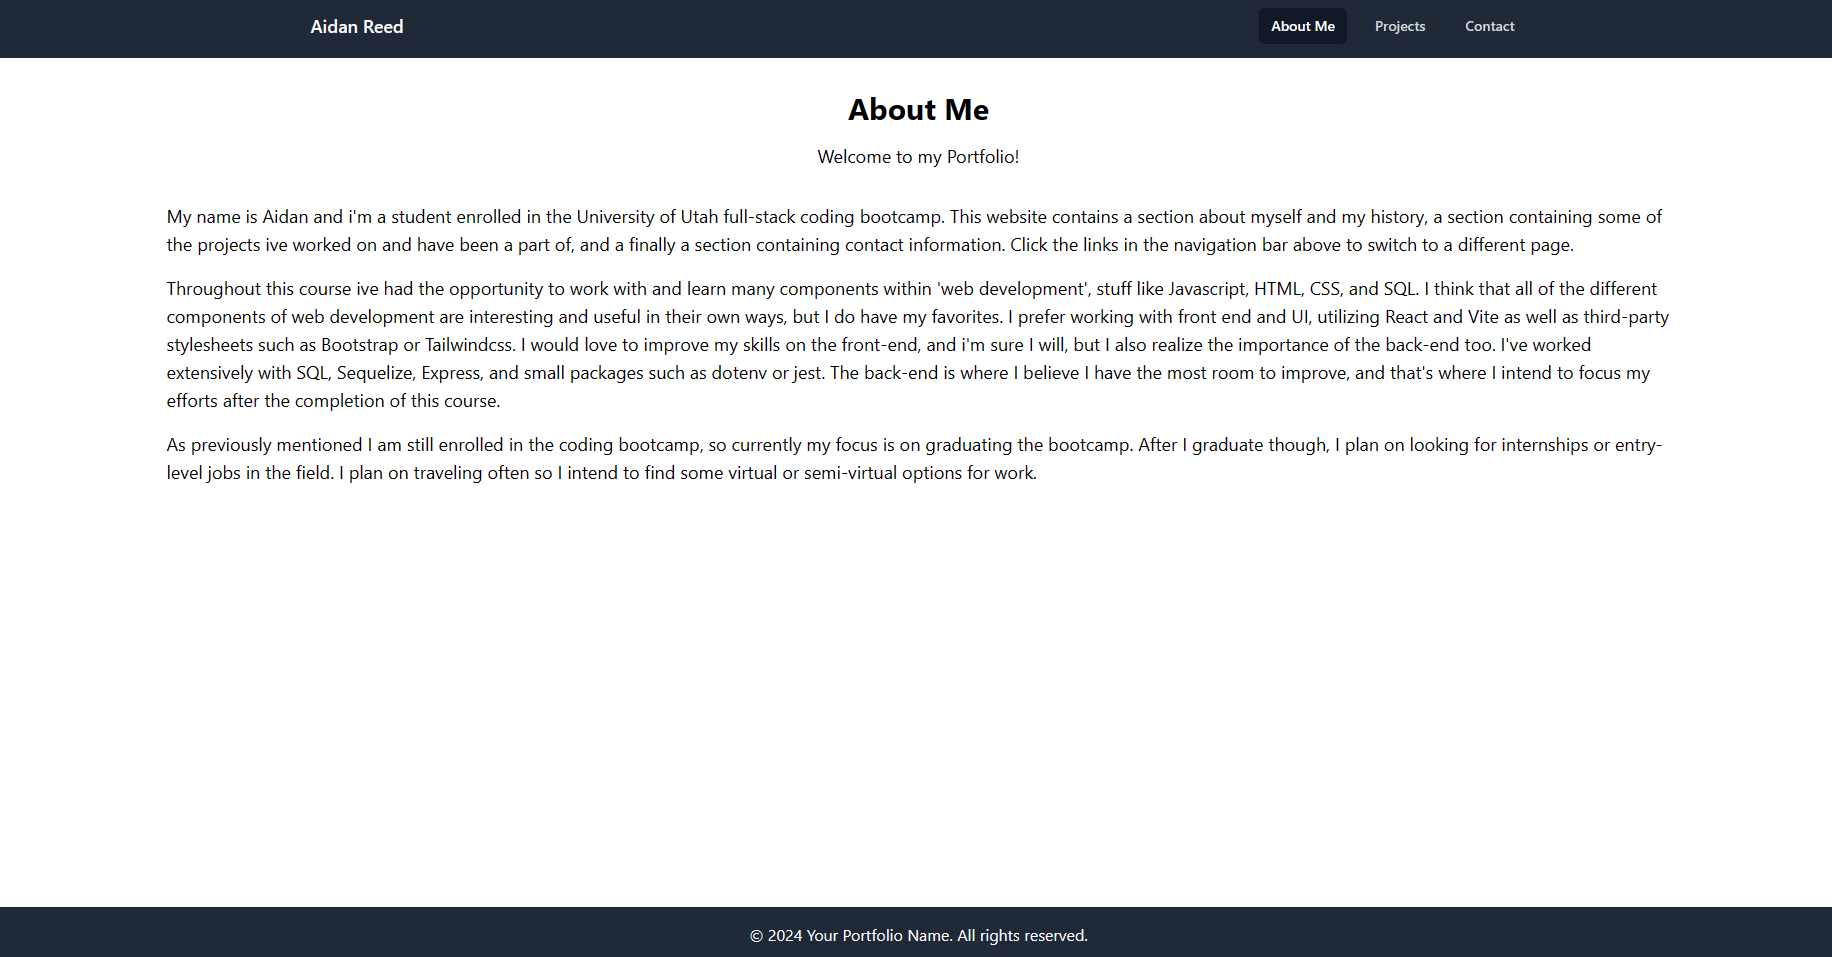 Aidan Reed
About Me
Projects
Contact
About Me
Welcome to my Portfolio!
My name is Aidan and i'm a student enrolled in the University of Utah full-stack coding bootcamp. This website contains a section about myself and my history, a section containing some of
the projects ive worked on and have been a part of, and a finally a section containing contact information. Click the links in the navigation bar above to switch to a different page.
Throughout this course ive had the opportunity to work with and learn many components within 'web development', stuff like Javascript, HTML, CSS, and SQL. I think that all of the different
components of web development are interesting and useful in their own ways, but I do have my favorites. I prefer working with front end and UI, utilizing React and Vite as well as third-party
stylesheets such as Bootstrap or Tailwindcss. I would love to improve my skills on the front-end, and i'm sure I will, but I also realize the importance of the back-end too. I've worked
extensively with SQL, Sequelize, Express, and small packages such as dotenv or jest. The back-end is where I believe I have the most room to improve, and that's where I intend to focus my
efforts after the completion of this course.
As previously mentioned I am still enrolled in the coding bootcamp, so currently my focus is on graduating the bootcamp. After I graduate though, I plan on looking for internships or entry-
level jobs in the field. I plan on traveling often so I intend to find some virtual or semi-virtual options for work.
© 2024 Your Portfolio Name. All rights reserved.